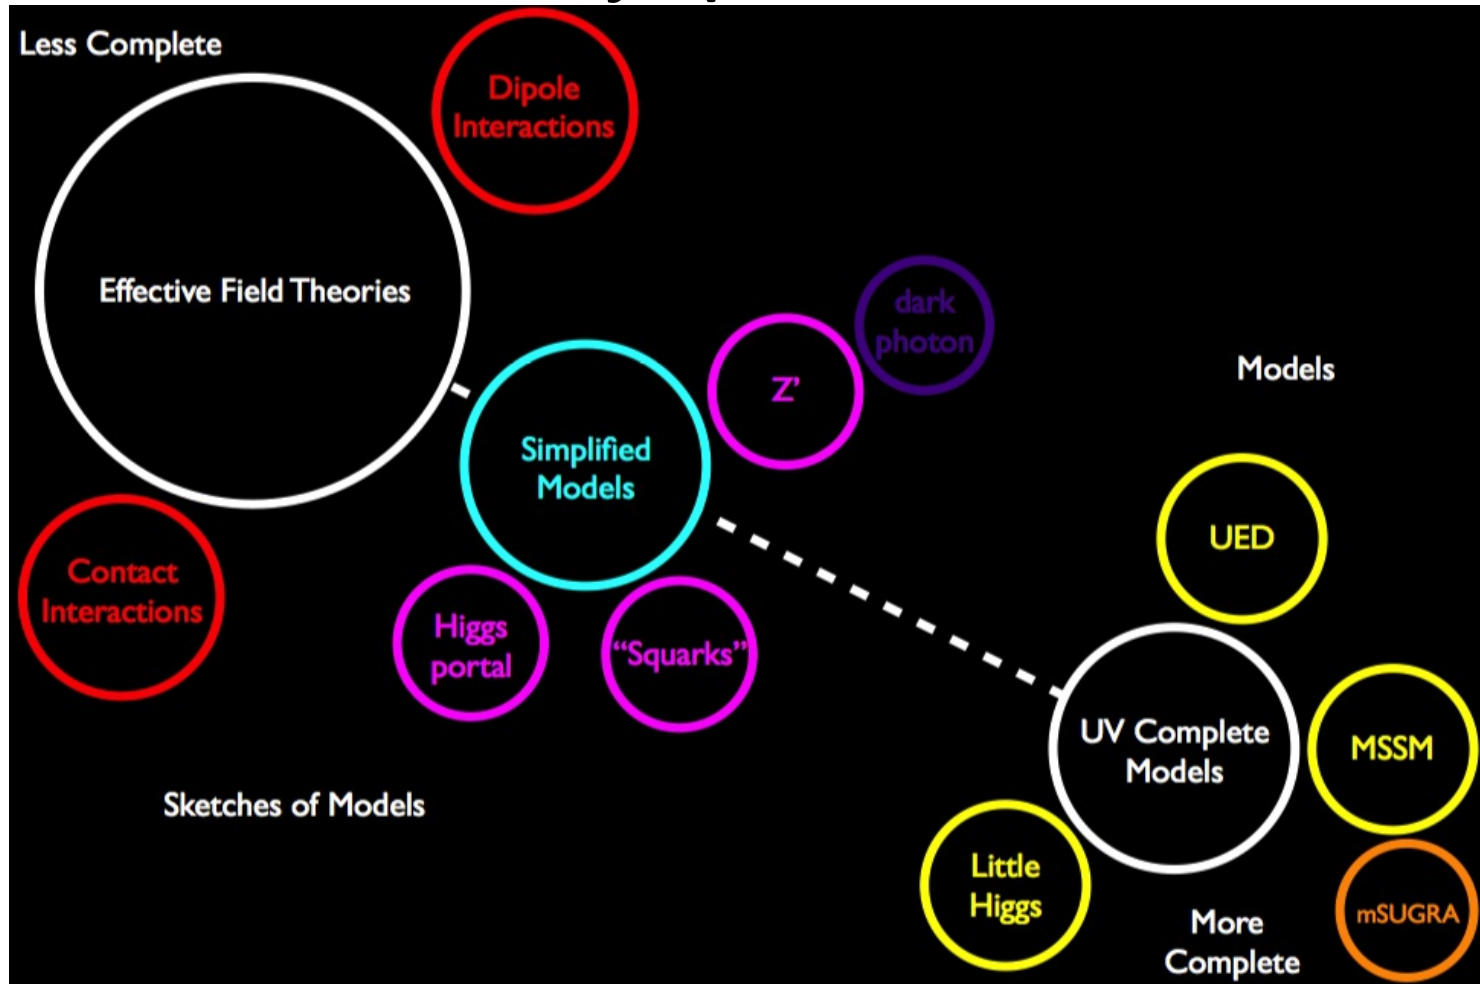 Less Complete
Dipole
Interactions
Effective Field Theories
dark
photon
Z’
Models
Simplified
Models
UED
Contact
Interactions
Higgs
portal
“Squarks”
UV Complete
Models
MSSM
Sketches of Models
Little
Higgs
More
Complete
mSUGRA